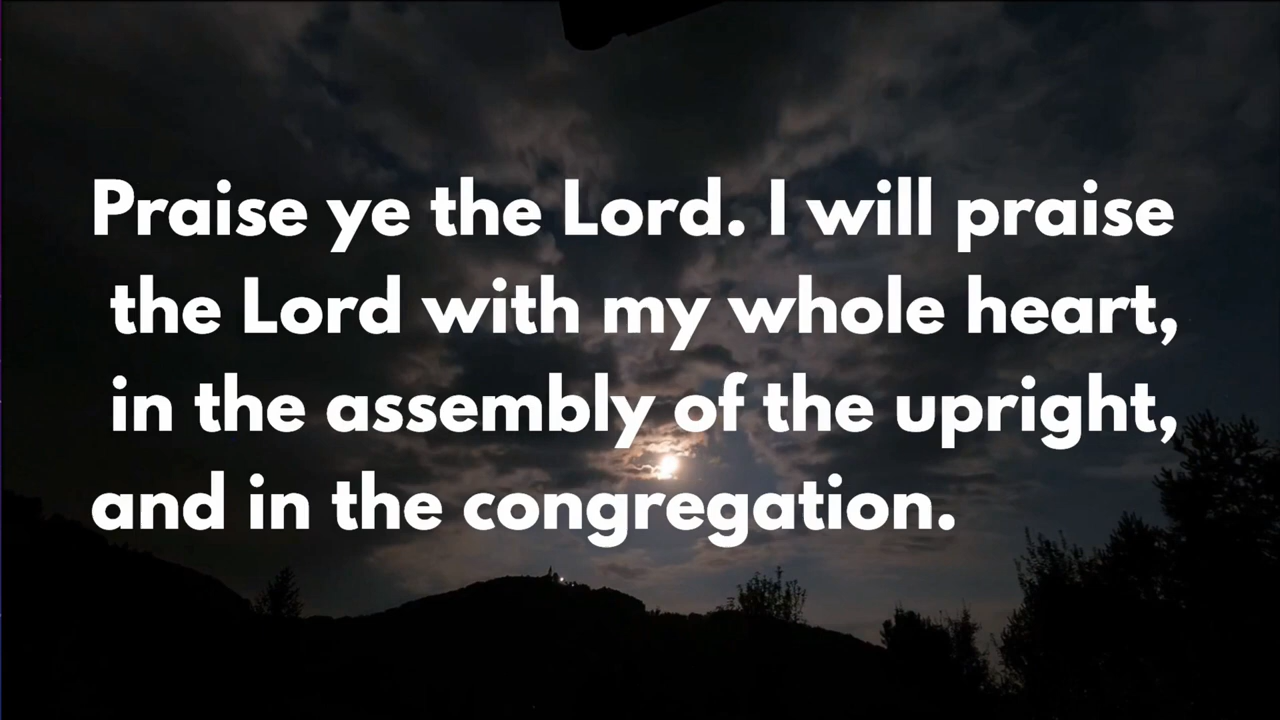 Praise ye the Lord. I will praise
the Lord with my whole heart,
in the assembly of the upright,
and in the congregation.